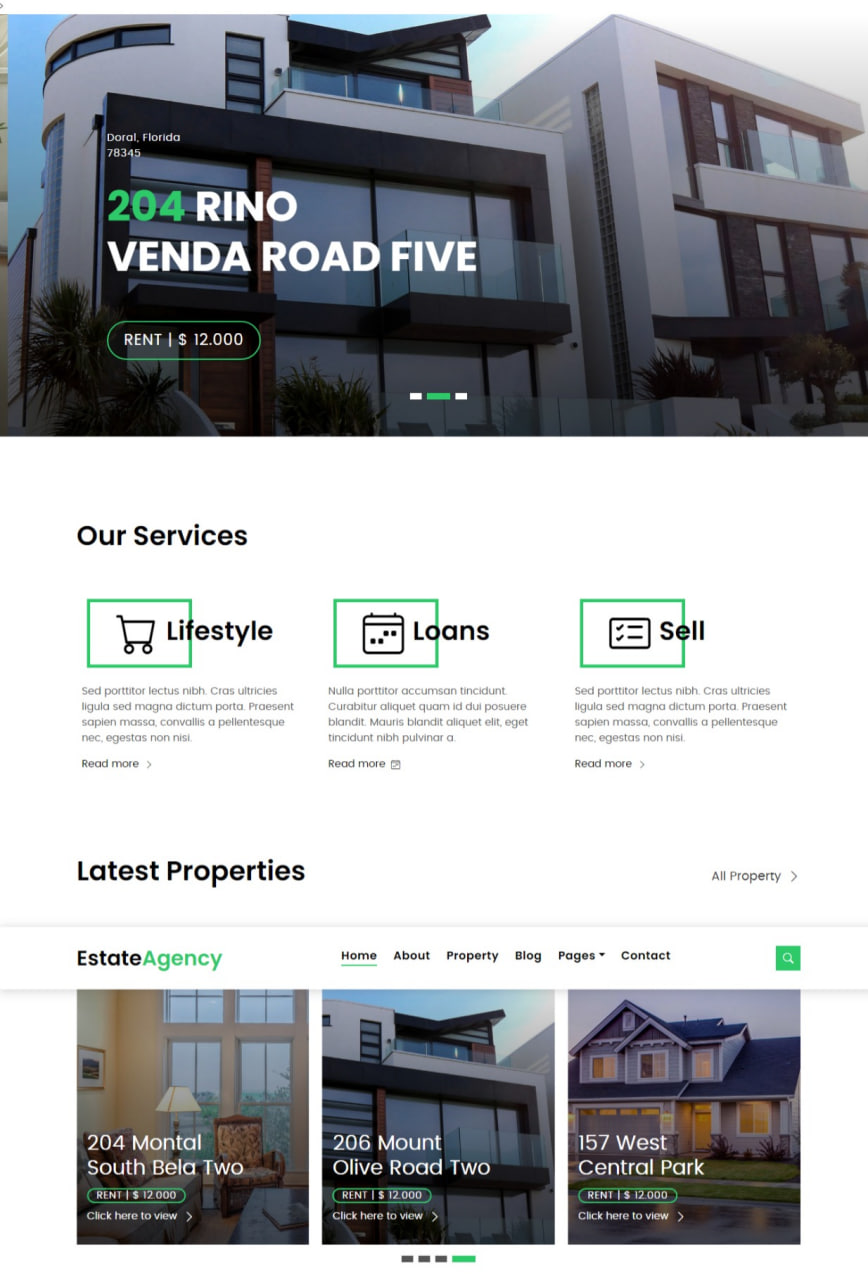 Doral, Florida
78345
204 RINO
VENDA ROAD FIVE
RENT | $ 12.000
Our Services
Lifestyle
Loans
Sell
Sed porttitor lectus nibh. Cras ultricies
ligula sed magna dictum porta. Praesent
sapien massa, convallis a pellentesque
nec, egestas non nisi.
Read more
Nulla porttitor accumsan tincidunt.
Curabitur aliquet quam id dui posuere
blandit. Mauris blandit aliquet elit, eget
tincidunt nibh pulvinar a.
Read more
Sed porttitor lectus nibh. Cras ultricies
ligula sed magna dictum porta. Praesent
sapien massa, convallis a pellentesque
nec, egestas non nisi.
Read more
Latest Properties
All Property
EstateAgency
Home About Property Blog Pages Contact
204 Montal
South Bela Two
RENT | $ 12.000
Click here to view
206 Mount
Olive Road Two
RENT | $ 12.000
Click here to view
157 West
Central Park
RENT | $ 12.000
Click here to view